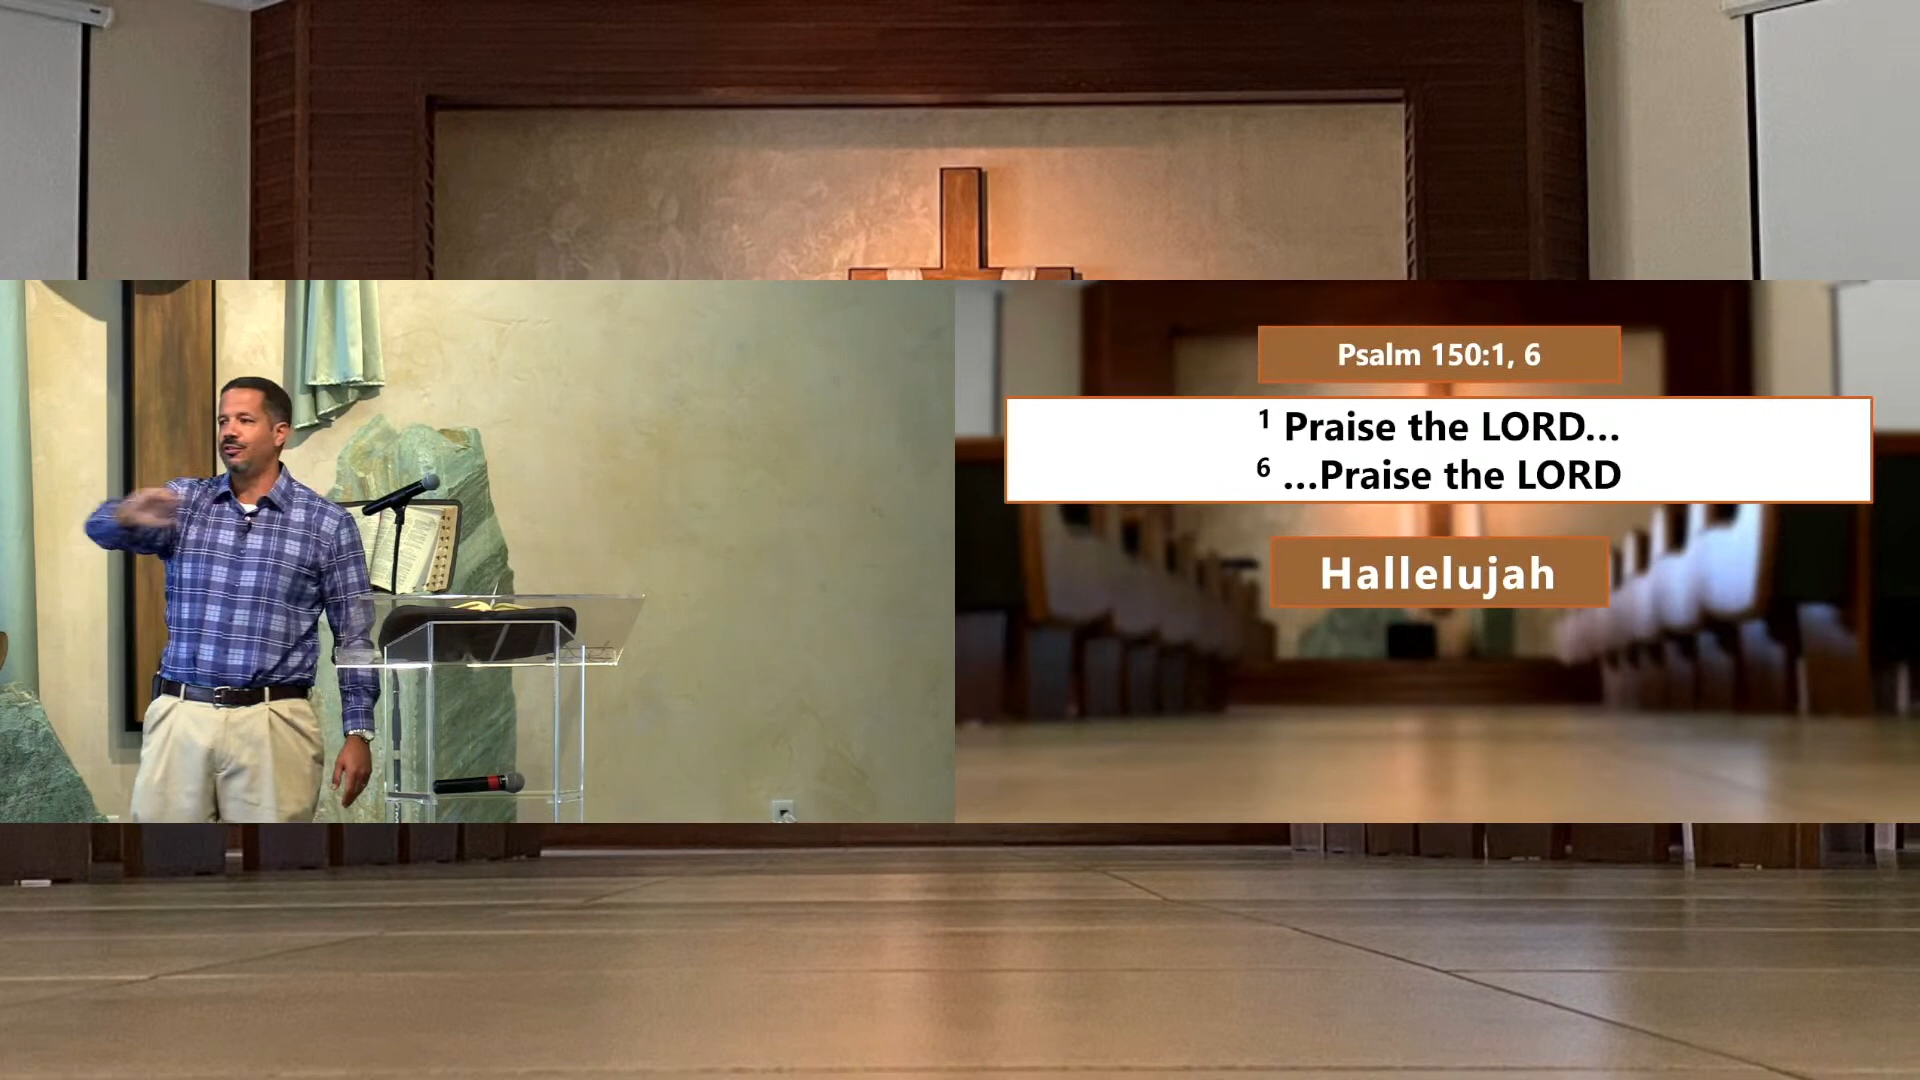 Psalm 150:1, 6
1 Praise the LORD...
6 ...Praise the LORD
Hallelujah